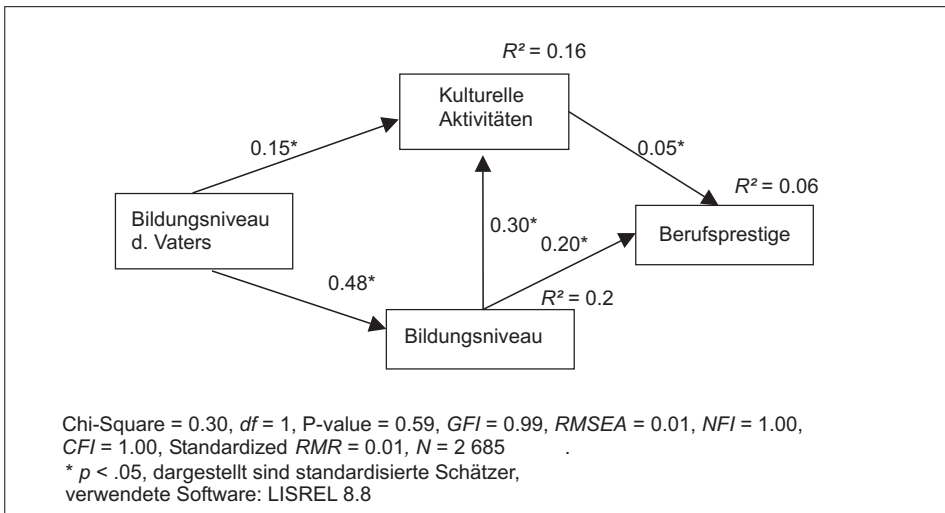 R² = 0.16
Kulturelle
Aktivitäten
0.15*
0.05*
R² = 0.06
Bildungsniveau
d. Vaters
0.30*
0.20*
Berufsprestige
0.48*
R² = 0.2
Bildungsniveau
Chi-Square = 0.30, df = 1, P-value = 0.59, GFI = 0.99, RMSEA = 0.01, NFI = 1.00,
CFI = 1.00, Standardized RMR = 0.01, N = 2 685 .
* p < .05, dargestellt sind standardisierte Schätzer,
verwendete Software: LISREL 8.8